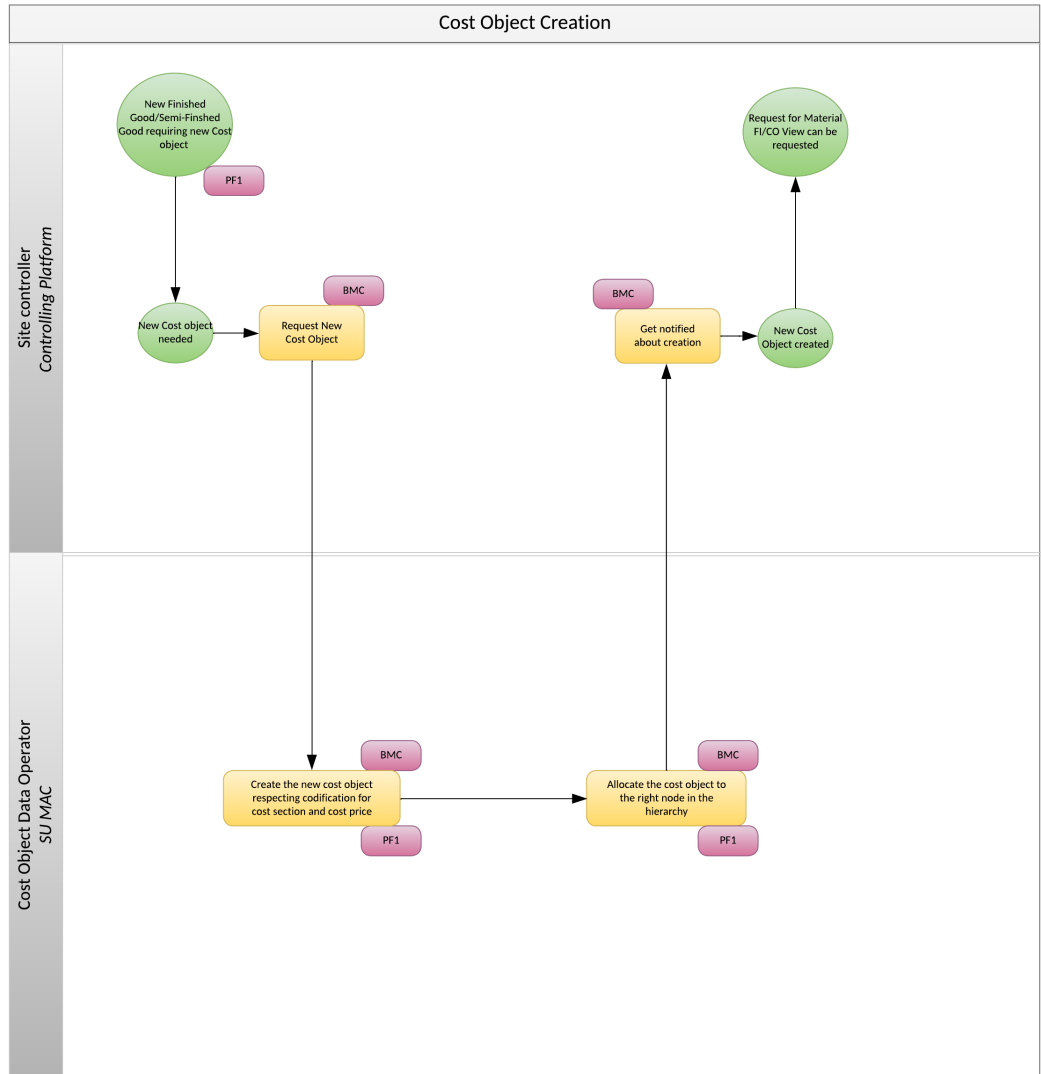 Cost Object Creation
Site controller
Controlling Platform
New Finished
Good/Semi-Finshed
Good requiring new Cost
object
PF1
New Cost object
needed
BMC
Request New
Cost Object
BMC
Get notified
about creation
New Cost
Object created
Request for Material
FI/CO View can be
requested
Cost Object Data Operator
SU MAC
BMC
Create the new cost object
respecting codification for
cost section and cost price
PF1
BMC
Allocate the cost object to
the right node in the
hierarchy
PF1